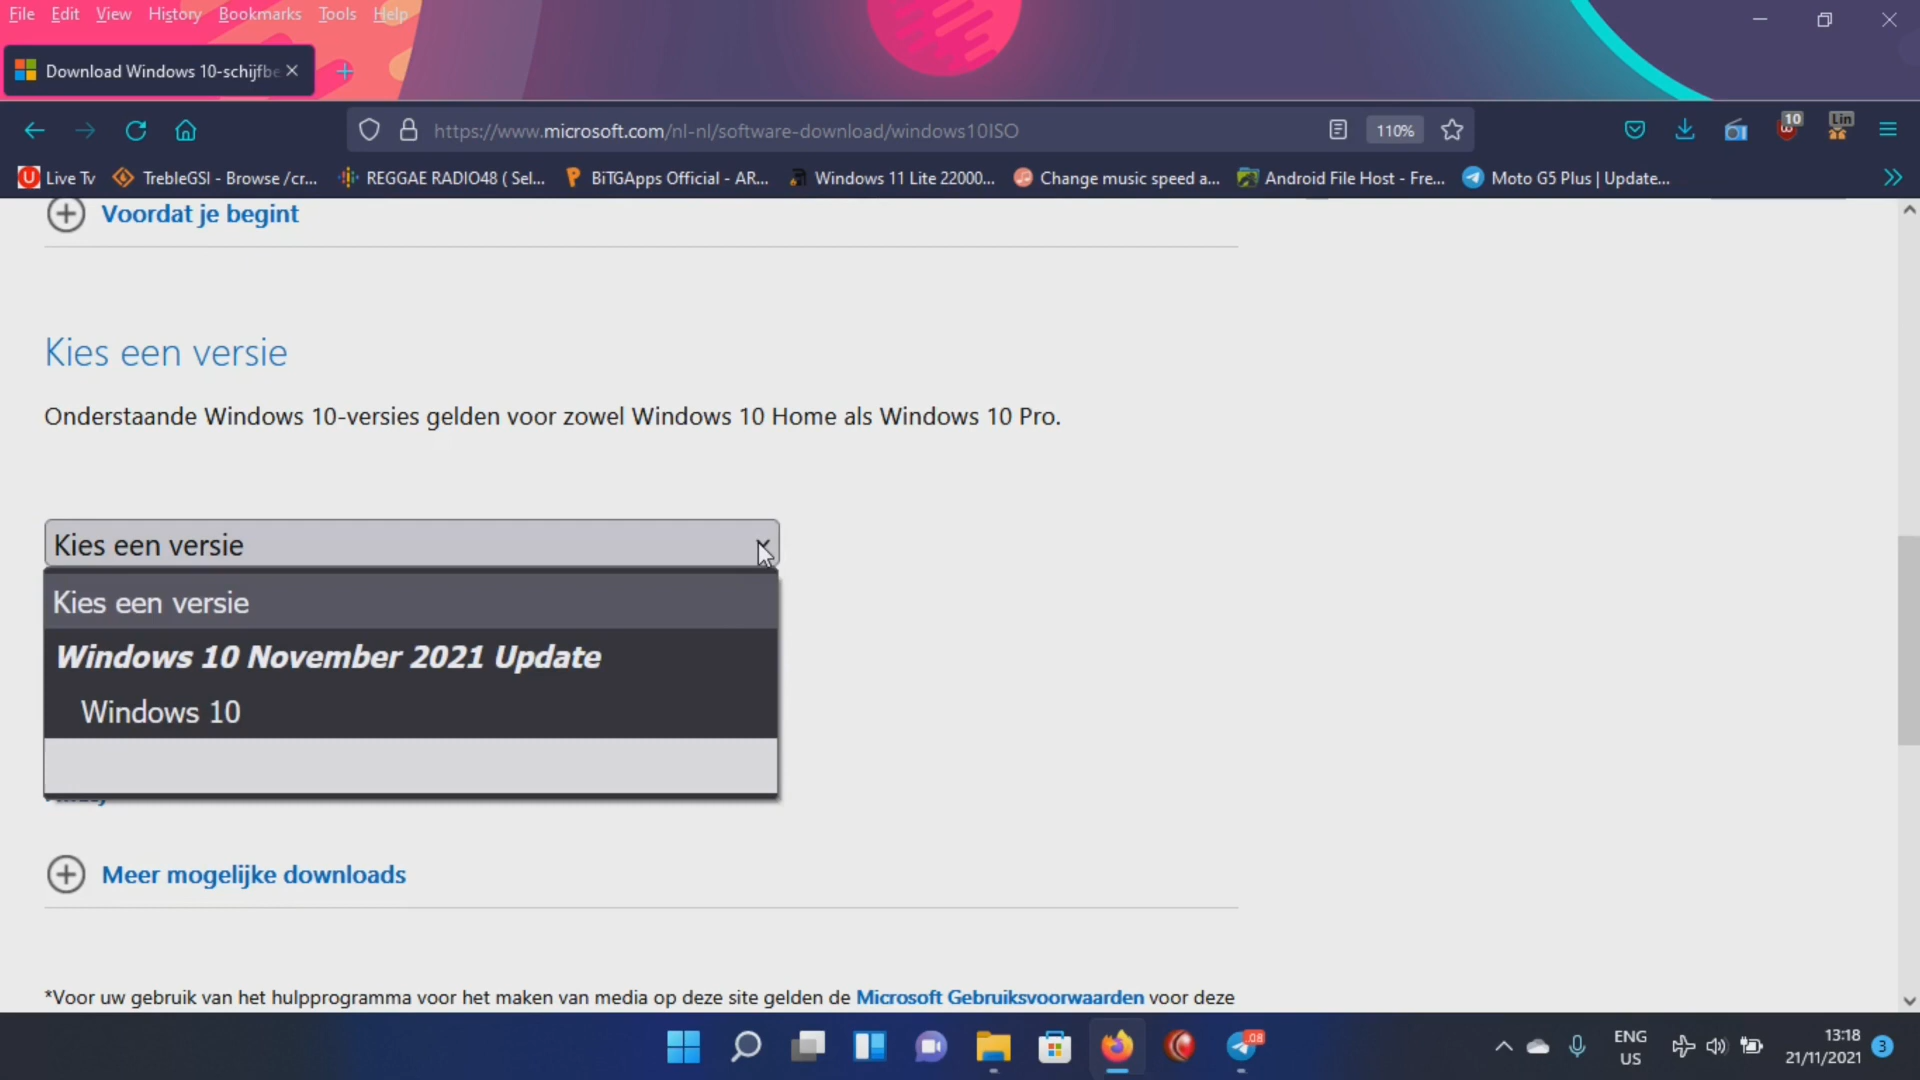 File Edit View History Bookmarks Tools Help
Download Windows 10-schijfbe
https://www.microsoft.com/nl-nl/software-download/windows10ISO
110%
10
Lin
Live Tv
TrebleGSI - Browse /cr...
REGGAE RADIO48 ( Sel...
BiTGApps Official - AR...
Windows 11 Lite 22000...
Change music speed a...
Android File Host - Fre...
Moto G5 Plus | Update...
Voordat je begint
Kies een versie
Onderstaande Windows 10-versies gelden voor zowel Windows 10 Home als Windows 10 Pro.
Kies een versie
Kies een versie
Windows 10 November 2021 Update
Windows 10
Meer mogelijke downloads
*Voor uw gebruik van het hulpprogramma voor het maken van media op deze site gelden de Microsoft Gebruiksvoorwaarden voor deze
.08
ENG
US
13:18
21/11/2021
3